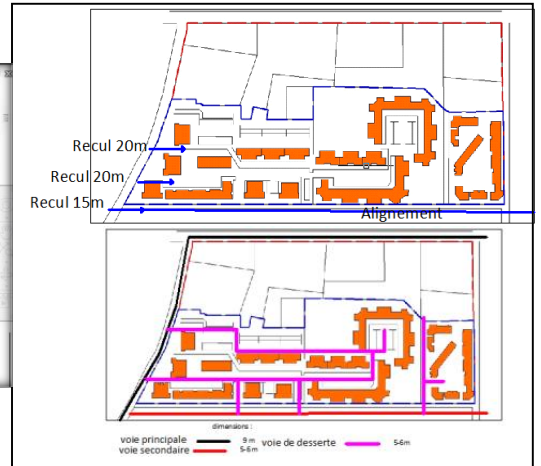 Recul 20m
Recul 20m
Recul 15m
Alignement
dimensions :
voie principale 9 m voie de desserte 5-6m
voie secondaire 5-6 m